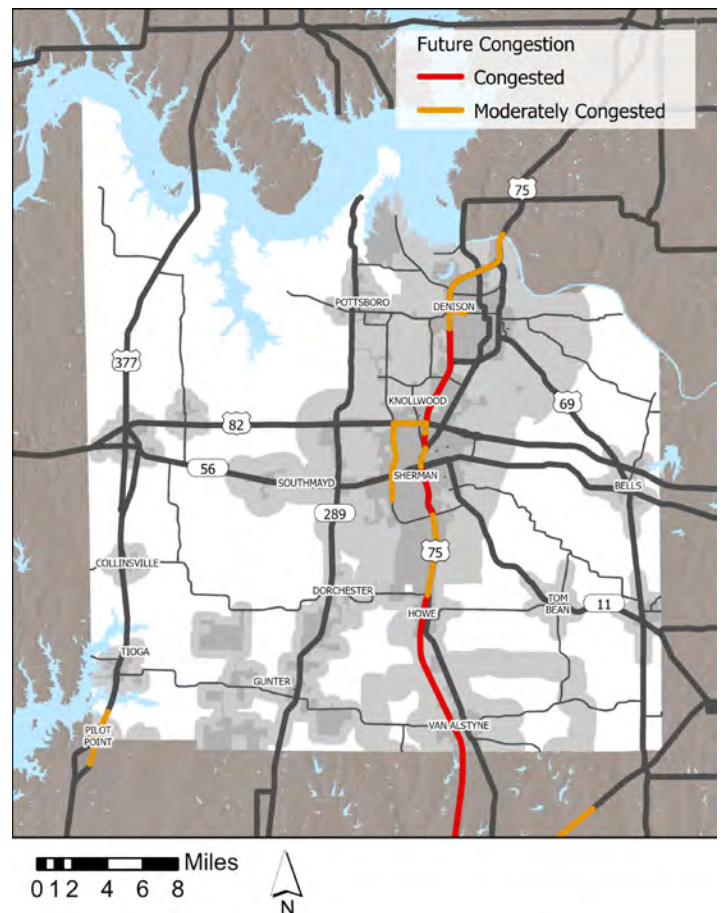 Future Congestion
Congested
Moderately Congested
75
POTTSBORO
DENISON
377
KNOLLWOOD
69
82
56
SHERMAN
SOUTHMAYD
BELLS
289
75
COLLINSVILLE
DORCHESTER
TOM
BEAN
11
HOWE
TIOGA
GUNTER
PILOT
POINT
VAN ALSTYNE
Miles
0 1 2 4 6 8
N